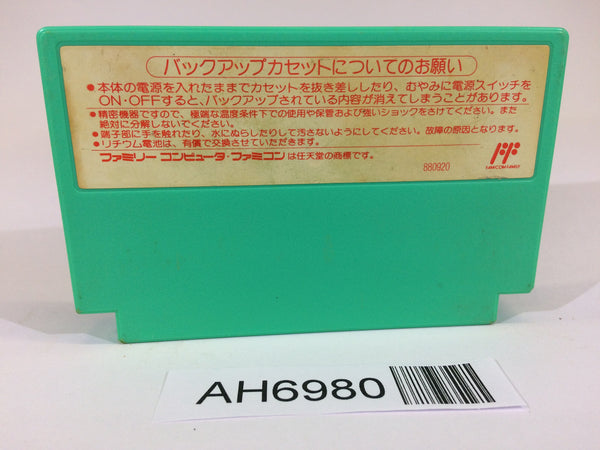 バックアップカセットについてのお願い
●本体の電源を入れたままでカセットを抜き差ししたり、むやみに電源スイッチを
ON・OFFすると、バックアップされている内容が消えてしまうことがあります。
●精密機器ですので、極端な温度条件下での使用や保管および強いショックをさけてください。また
絶対に分解しないでください。
●端子部に手を触れたり、水にぬらしたりして汚さないようにしてください。故障の原因となります。
●リチウム電池は、有償で交換させていただきます。
ファミリー コンピュータ・ファミコンは任天堂の商標です。
880920
FAMICOM FAMILY
AH6980